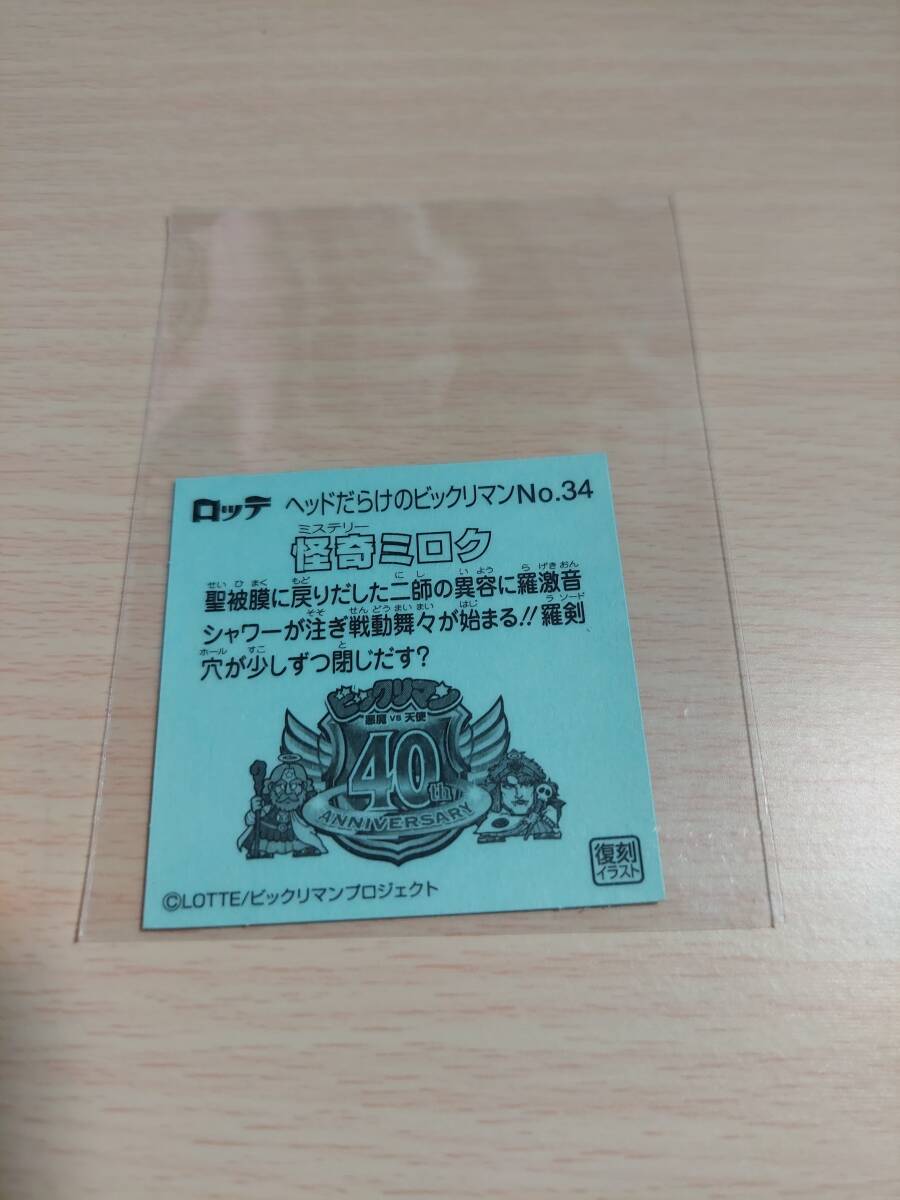 ロッテ ヘッドだらけのビックリマンNo.34
ミステリー
怪奇ミロク
せい ひ まく もど に し い よう ら げき おん
聖被膜に戻りだした二師の異容に羅激音
そそ せん どう まい まい はじ ラ ソード
シャワーが注ぎ戦動舞々が始まる!!羅剣
ホール すこ と
穴が少しずつ閉じだす?
ビックリマン
悪魔 VS 天使
40th
ANNIVERSARY
復刻
イラスト
©LOTTE/ビックリマンプロジェクト